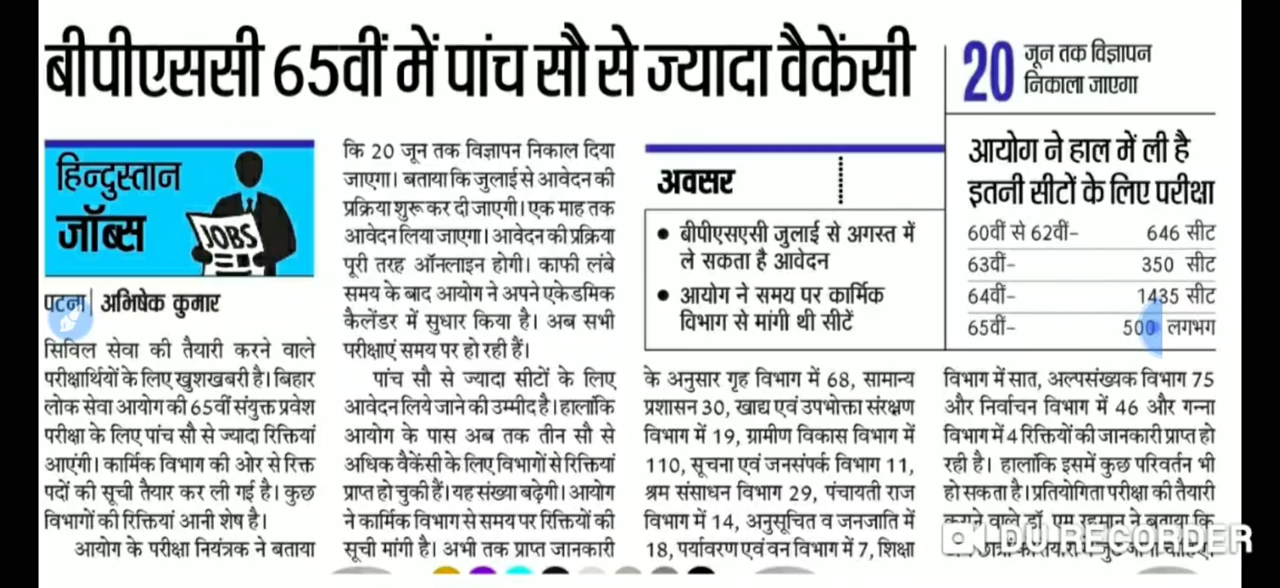 बीपीएससी 65वीं में पांच सौ से ज्यादा वैकेंसी
20 जून तक विज्ञापन
निकाला जाएगा
हिन्दुस्तान
जॉब्स
JOBS
पटना| अभिषेक कुमार
सिविल सेवा की तैयारी करने वाले
परीक्षार्थियों के लिए खुशखबरी है। बिहार
लोक सेवा आयोग की 65वीं संयुक्त प्रवेश
परीक्षा के लिए पांच सौ से ज्यादा रिक्तियां
आएंगी। कार्मिक विभाग की ओर से रिक्त
पदों की सूची तैयार कर ली गई है। कुछ
विभागों की रिक्तियां आनी शेष है।
आयोग के परीक्षा नियंत्रक ने बताया
कि 20 जून तक विज्ञापन निकाल दिया
जाएगा। बताया कि जुलाई से आवेदन की
प्रक्रिया शुरू कर दी जाएगी। एक माह तक
आवेदन लिया जाएगा। आवेदन की प्रक्रिया
पूरी तरह ऑनलाइन होगी। काफी लंबे
समय के बाद आयोग ने अपने एकेडमिक
कैलेंडर में सुधार किया है। अब सभी
परीक्षाएं समय पर हो रही हैं।
पांच सौ से ज्यादा सीटों के लिए
आवेदन लिये जाने की उम्मीद है। हालांकि
आयोग के पास अब तक तीन सौ से
अधिक वैकेंसी के लिए विभागों से रिक्तियां
प्राप्त हो चुकी हैं। यह संख्या बढ़ेगी। आयोग
ने कार्मिक विभाग से समय पर रिक्तियों की
सूची मांगी है। अभी तक प्राप्त जानकारी
अवसर
● बीपीएसएसी जुलाई से अगस्त में
ले सकता है आवेदन
● आयोग ने समय पर कार्मिक
विभाग से मांगी थी सीटें
आयोग ने हाल में ली है
इतनी सीटों के लिए परीक्षा
60वीं से 62वीं- 646 सीट
63वीं- 350 सीट
64वीं- 1435 सीट
65वीं- 500 लगभग
के अनुसार गृह विभाग में 68, सामान्य
प्रशासन 30, खाद्य एवं उपभोक्ता संरक्षण
विभाग में 19, ग्रामीण विकास विभाग में
110, सूचना एवं जनसंपर्क विभाग 11,
श्रम संसाधन विभाग 29, पंचायती राज
विभाग में 14, अनुसूचित व जनजाति में
18, पर्यावरण एवं वन विभाग में 7, शिक्षा
विभाग में सात, अल्पसंख्यक विभाग 75
और निर्वाचन विभाग में 46 और गन्ना
विभाग में 4 रिक्तियों की जानकारी प्राप्त हो
रही है। हालांकि इसमें कुछ परिवर्तन भी
हो सकता है। प्रतियोगिता परीक्षा की तैयारी
वाले डॉ. एम रहमान ने बताया कि
DU RECORDER